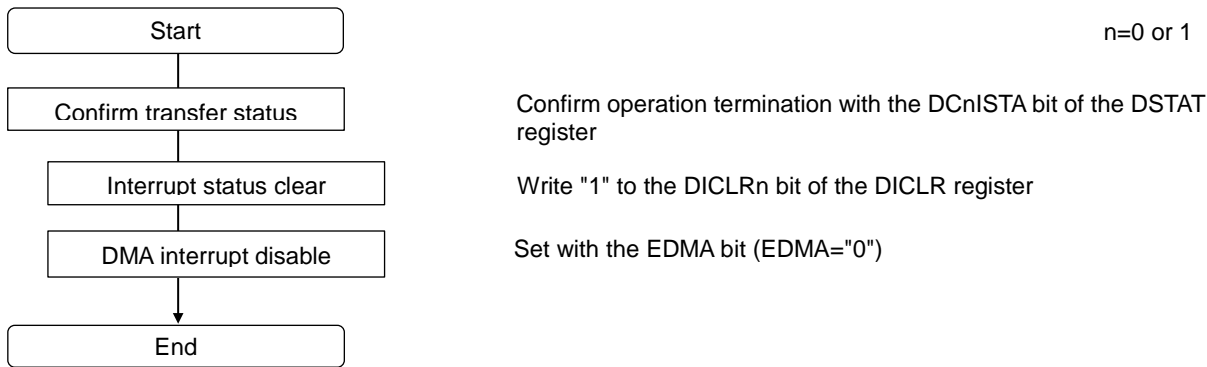 Start
n=0 or 1
Confirm transfer status
Confirm operation termination with the DCnISTA bit of the DSTAT
register
Interrupt status clear
Write "1" to the DICLRn bit of the DICLR register
DMA interrupt disable
Set with the EDMA bit (EDMA="0")
End